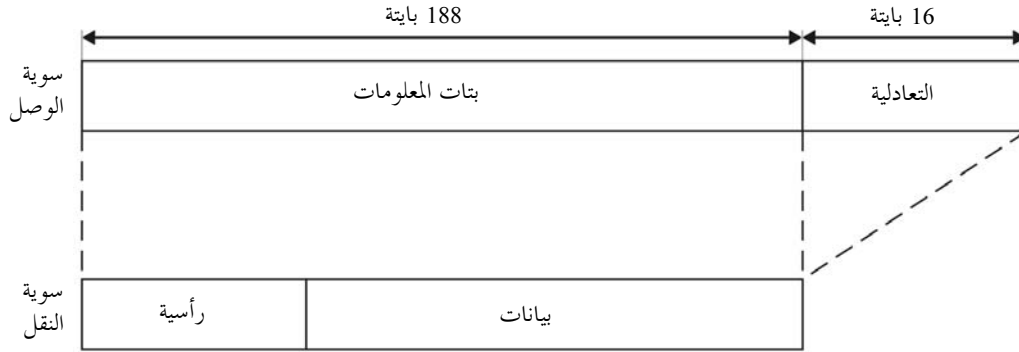 188 بايتة
16 بايتة
سوية
الوصل
بتات المعلومات
التعادلية
سوية
النقل
رأسية
بيانات